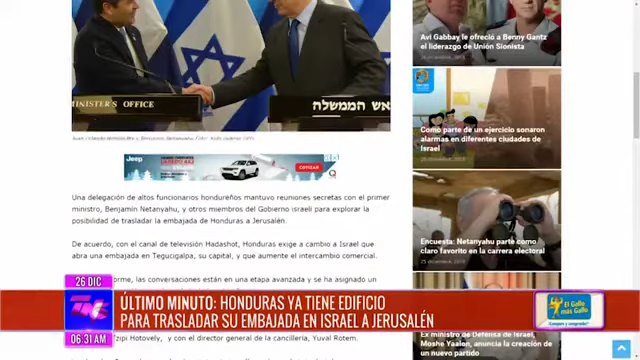 MINISTER'S OFFICE
ראש הממשלה
Jeep
COTIZAR
Una delegación de altos funcionarios hondureños mantuvo reuniones secretas con el primer
ministro, Benjamín Netanyahu, y otros miembros del Gobierno israelí para explorar la
posibilidad de trasladar la embajada de Honduras a Jerusalén.
De acuerdo, con el canal de televisión Hadashot, Honduras exige a cambio a Israel que
abra una embajada en Tegucigalpa, su capital, y que aumente el intercambio comercial.
orme, las conversaciones están en una etapa avanzada y se ha asignado un
Tzipi Hotovely, y con el director general de la cancillería, Yuval Rotem.
Avi Gabbay le ofreció a Benny Gantz
el liderazgo de Unión Sionista
Como parte de un ejercicio sonaron
alarmas en diferentes ciudades de
Israel
Encuesta: Netanyahu parte como
claro favorito en la carrera electoral
Ex ministro de Defensa de Israel,
Moshe Yaalon, anuncia la creación
de un nuevo partido
26 DIC
06:31 AM
ÚLTIMO MINUTO: HONDURAS YA TIENE EDIFICIO
PARA TRASLADAR SU EMBAJADA EN ISRAEL A JERUSALÉN
El Gallo
más Gallo